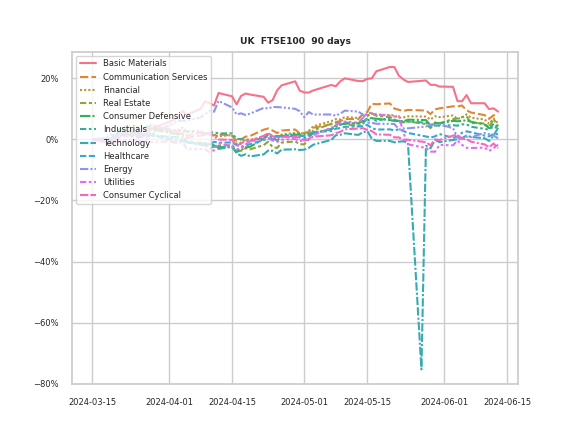 UK FTSE100 90 days
Basic Materials
Communication Services
Financial
Real Estate
Consumer Defensive
Industrials
Technology
Healthcare
Energy
Utilities
Consumer Cyclical
20%
0%
−20%
−40%
−60%
−80%
2024-03-15 2024-04-01 2024-04-15 2024-05-01 2024-05-15 2024-06-01 2024-06-15